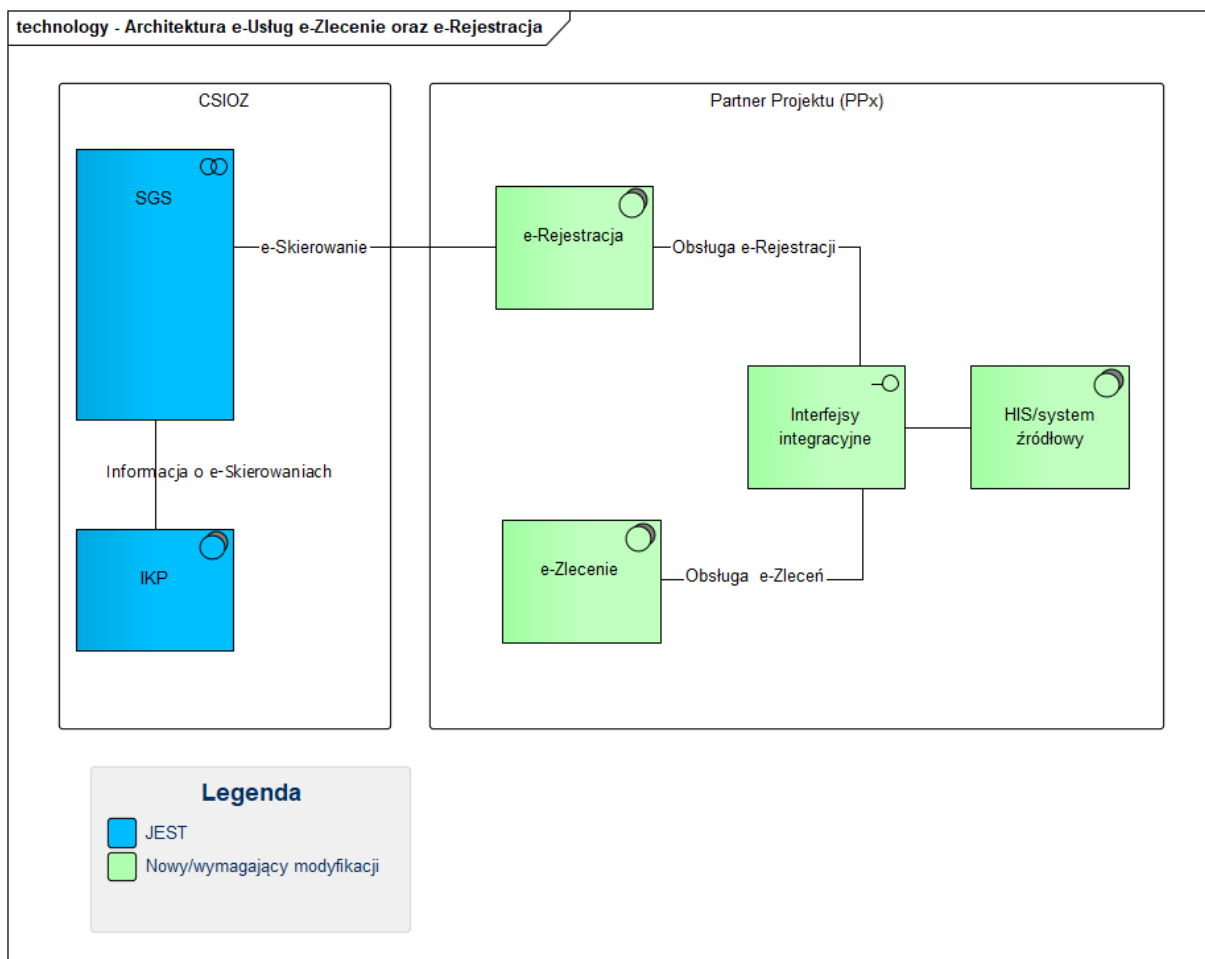 technology - Architektura e-Usług e-Zlecenie oraz e-Rejestracja
CSIOZ
Partner Projektu (PPx)
SGS
e-Rejestracja
e-Skierowanie
Obsługa e-Rejestracji
Interfejsy
integracyjne
HIS/system
źródłowy
Informacja o e-Skierowaniach
IKP
e-Zlecenie
Obsługa  e-Zleceń
Legenda
JEST
Nowy/wymagający modyfikacji